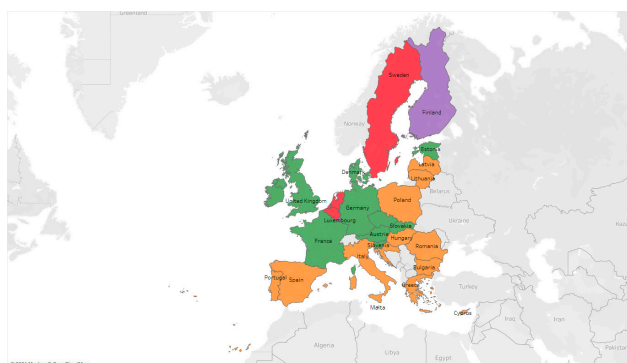 Greenland
Sweden
Finland
Norway
Estonia
Latvia
Denmark
Lithuania
United Kingdom
Belarus
Poland
Germany
Luxembourg
Ukraine
Slovakia
Austria
Hungary
France
Slovenia
Romania
Italy
Bulgaria
Portugal
Spain
Greece
Turkey
Malta
Cyprus
Iraq
Iran
Algeria
Libya
Egypt
Pakistan